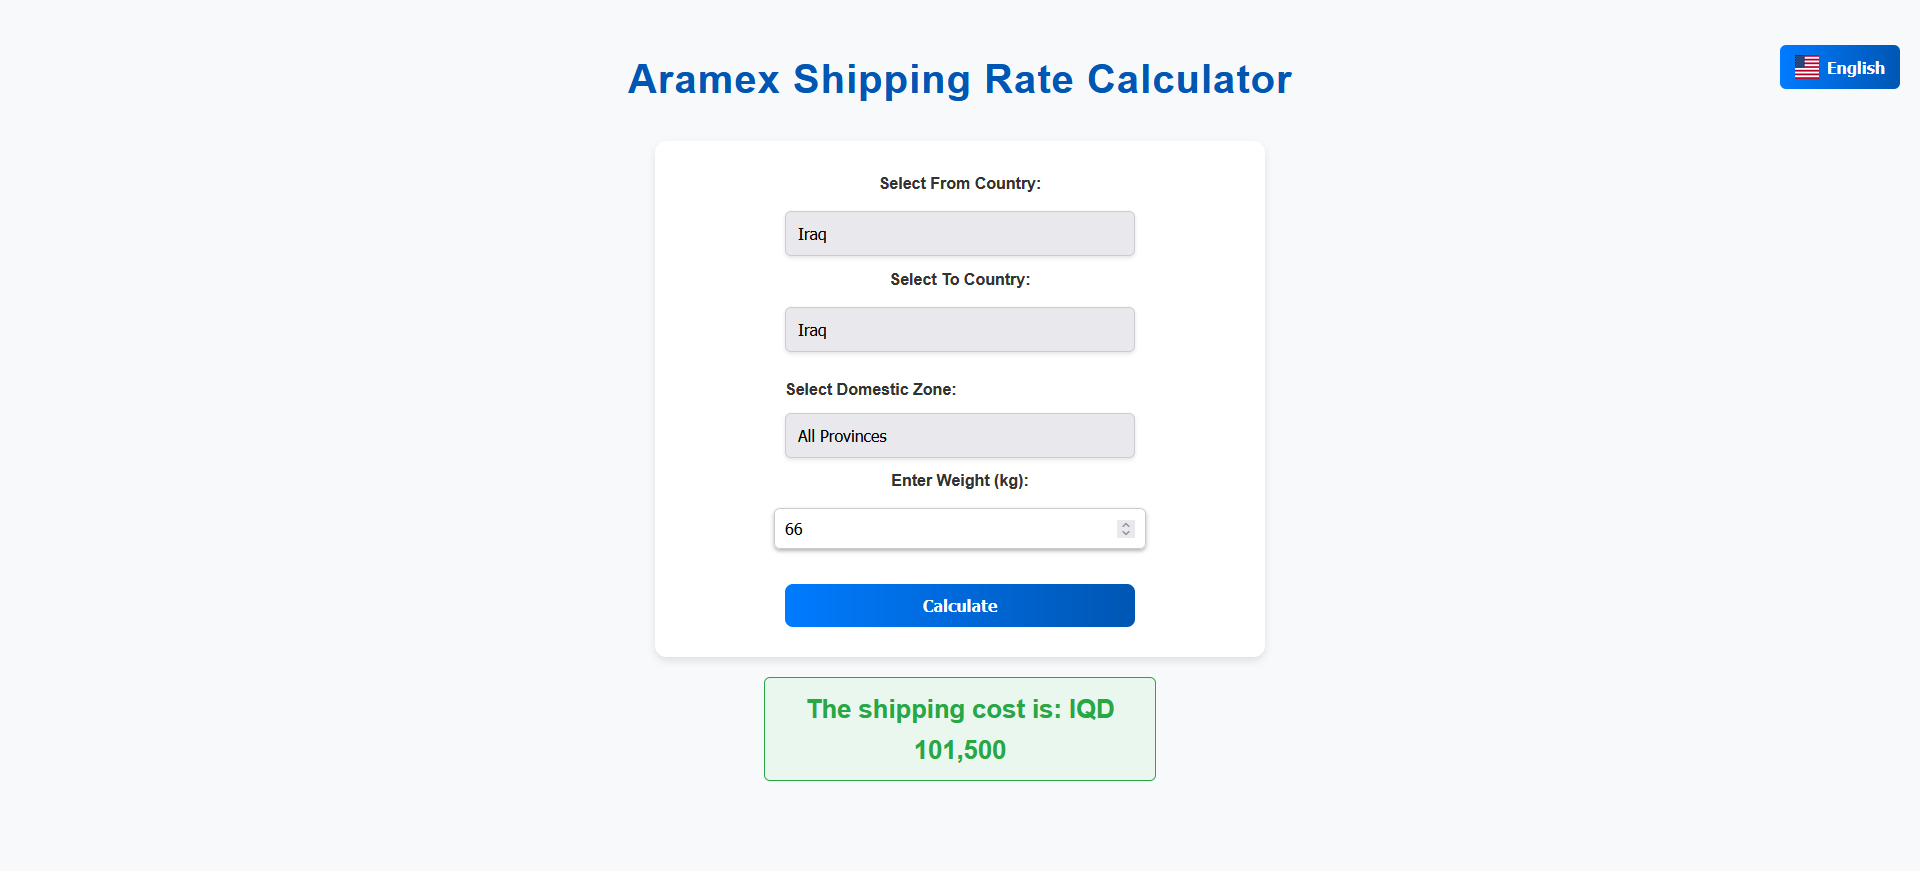 Aramex Shipping Rate Calculator
English
Select From Country:
Iraq
Select To Country:
Iraq
Select Domestic Zone:
All Provinces
Enter Weight (kg):
66
Calculate
The shipping cost is: IQD
101,500